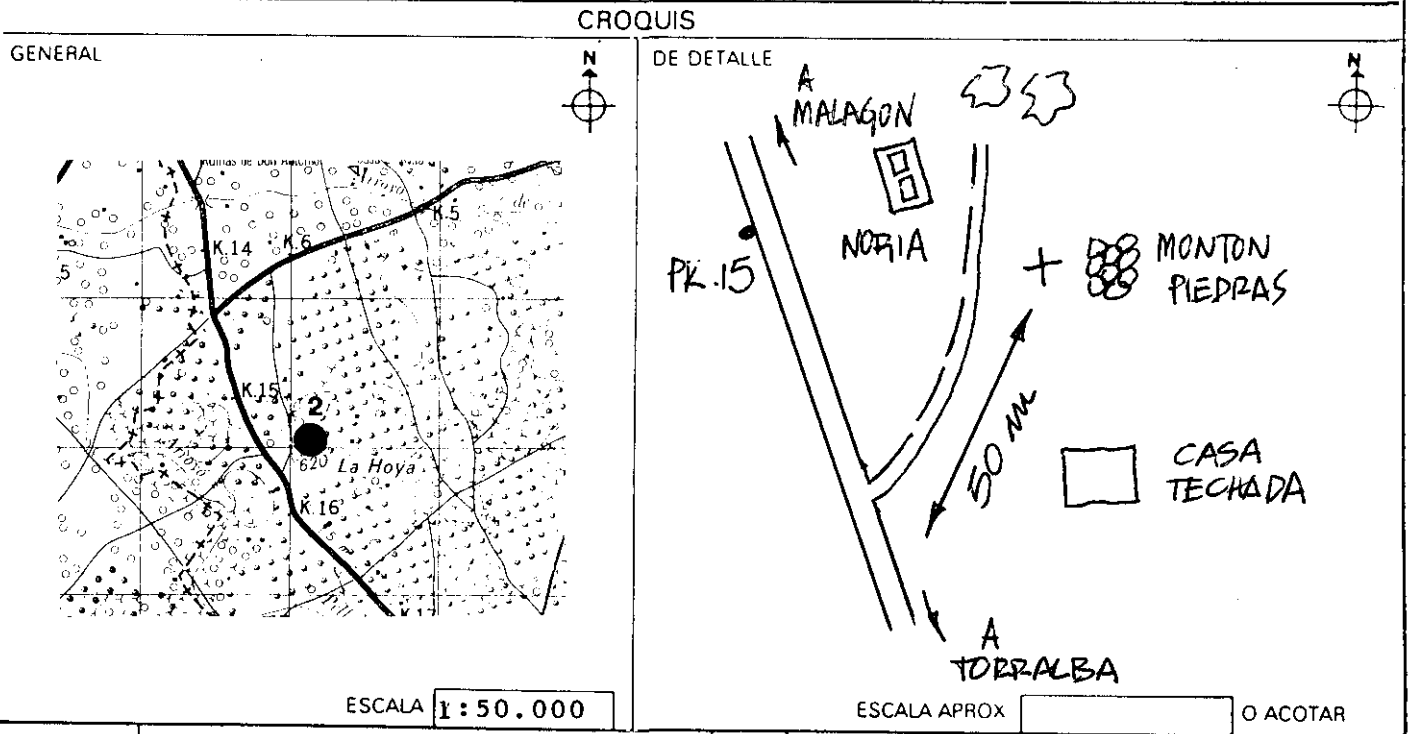 CROQUIS
GENERAL
N
K.5
K.14
K.6
5
K.15
2
620
La Hoya
K.16
K.17
ESCALA 1:50.000
DE DETALLE
N
A
MALAGON
NORIA
PK.15
MONTON
PIEDRAS
50 m
CASA
TECHADA
A
TORRALBA
ESCALA APROX
O ACOTAR